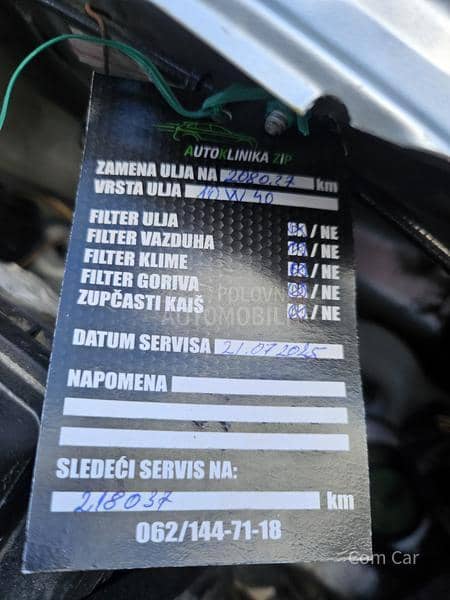 AUTOKLINIKA ZIP
ZAMENA ULJA NA 208037 km
VRSTA ULJA 10W40
FILTER ULJA DA / NE
FILTER VAZDUHA DA / NE
FILTER KLIME DA / NE
FILTER GORIVA DA / NE
ZUPČASTI KAIŠ DA / NE
POLOVNI
AUTOMOBILI
DATUM SERVISA 21.07 2025
NAPOMENA
SLEDEĆI SERVIS NA:
218037 km
062/144-71-18
Com Car